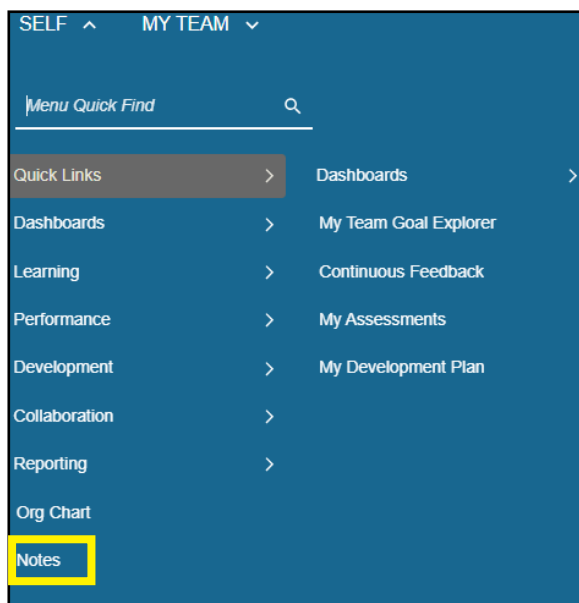 SELF MY TEAM
Menu Quick Find
Quick Links
Dashboards
Learning
Performance
Development
Collaboration
Reporting
Org Chart
Notes
Dashboards
My Team Goal Explorer
Continuous Feedback
My Assessments
My Development Plan